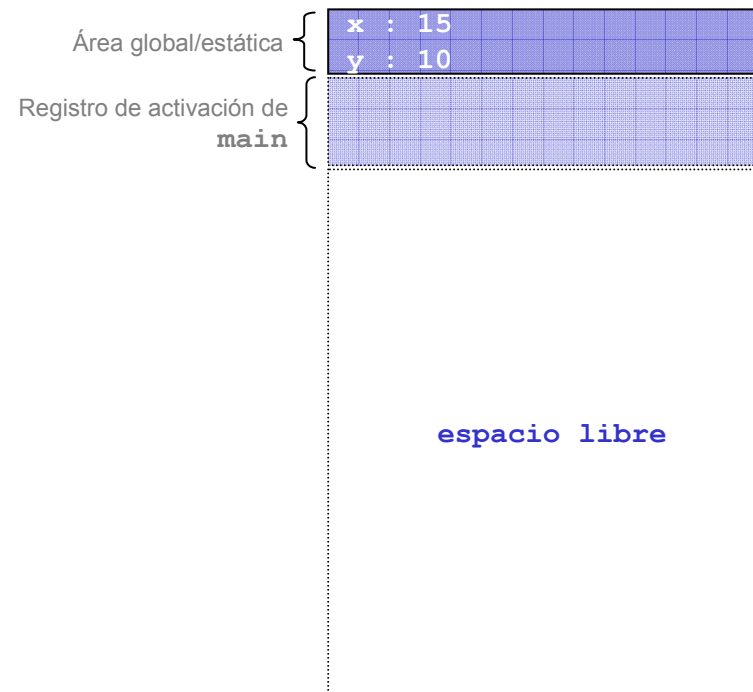 Área global/estática
x : 15
y : 10
Registro de activación de
main
espacio libre